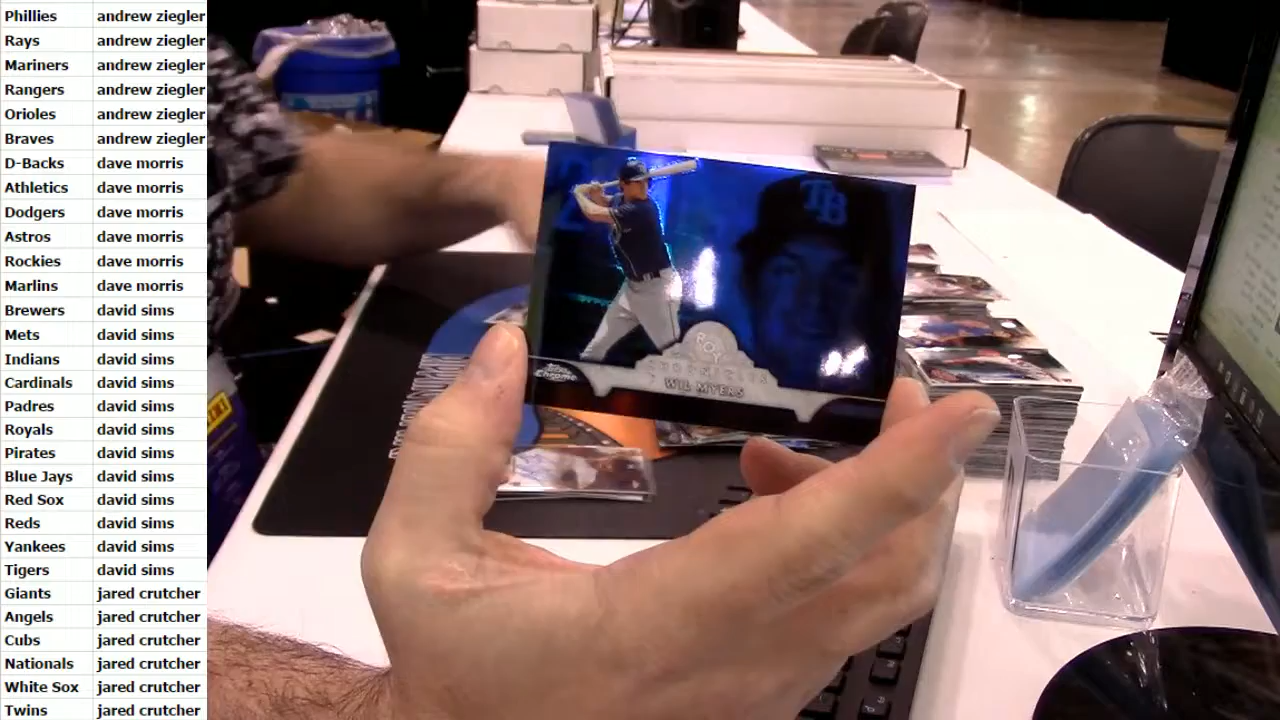 Phillies andrew ziegler
Rays andrew ziegler
Mariners andrew ziegler
Rangers andrew ziegler
Orioles andrew ziegler
Braves andrew ziegler
D-Backs dave morris
Athletics dave morris
Dodgers dave morris
Astros dave morris
Rockies dave morris
Marlins dave morris
Brewers david sims
Mets david sims
Indians david sims
Cardinals david sims
Padres david sims
Royals david sims
Pirates david sims
Blue Jays david sims
Red Sox david sims
Reds david sims
Yankees david sims
Tigers david sims
Giants jared crutcher
Angels jared crutcher
Cubs jared crutcher
Nationals jared crutcher
White Sox jared crutcher
Twins jared crutcher
TB
ROY
CHRONICLES
WIL MYERS
Topps Chrome
PANINI